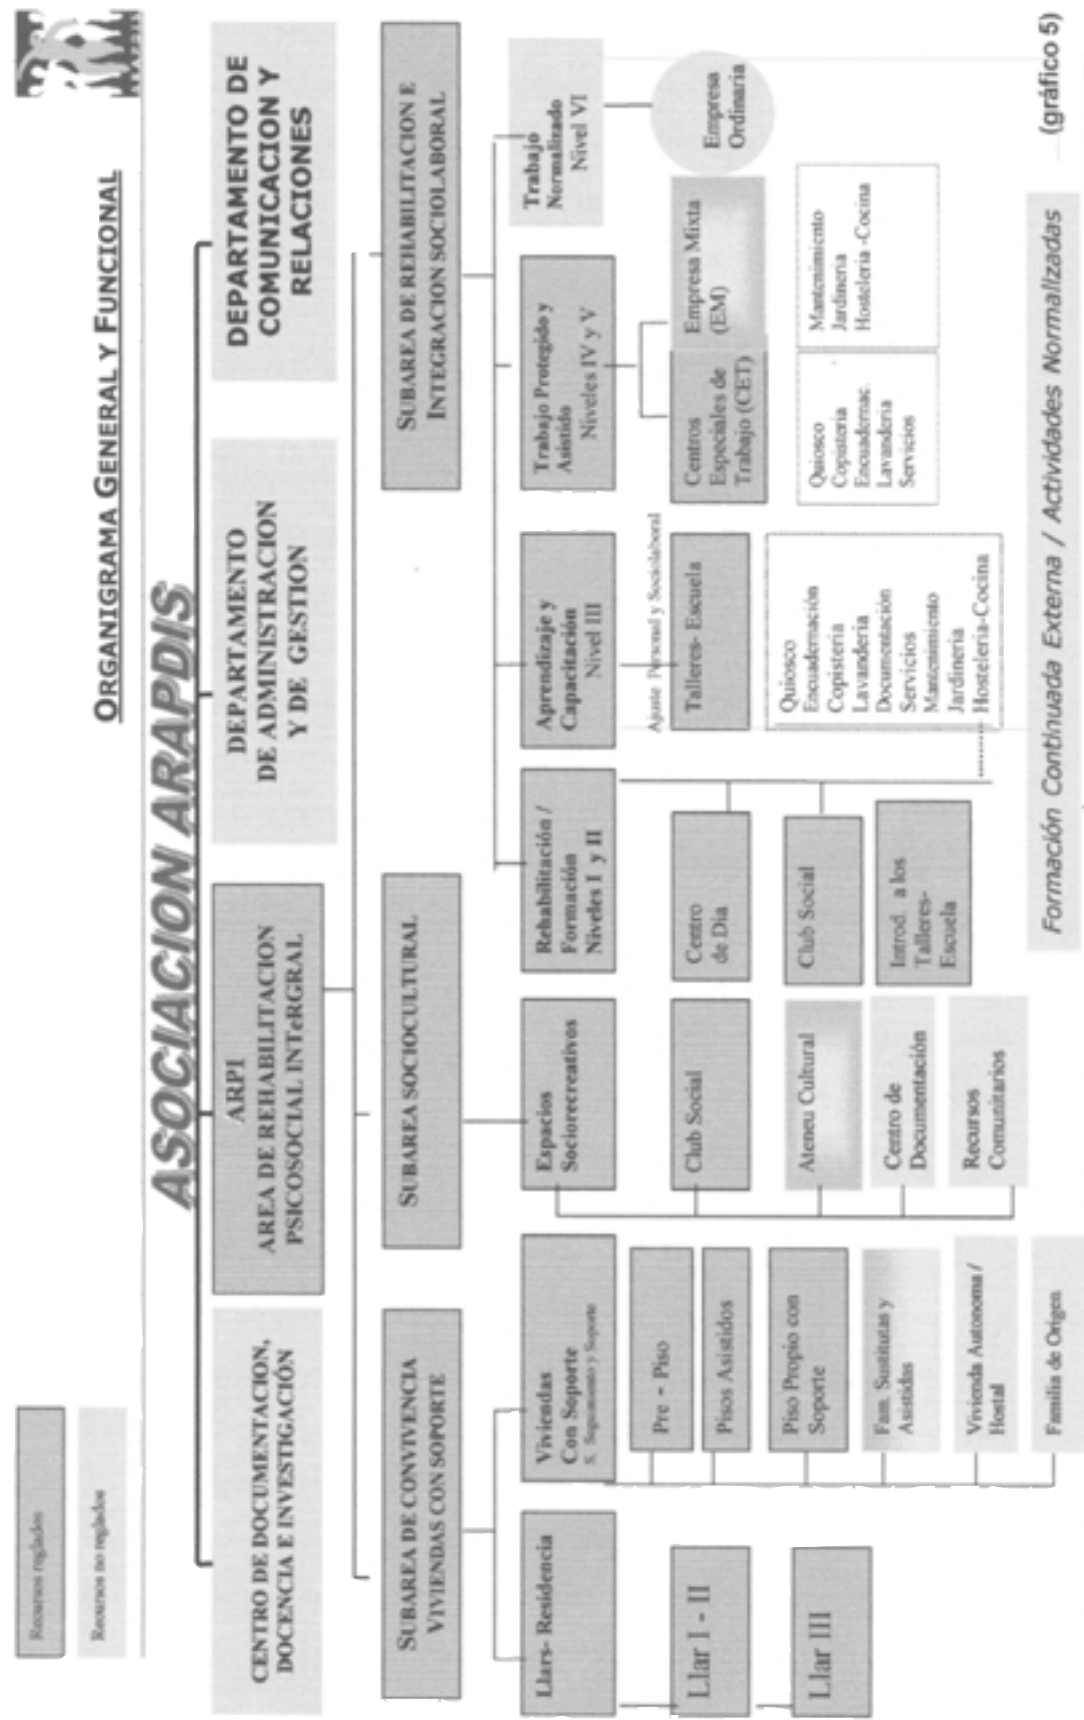 Recursos reglados
Recursos no reglados
ORGANIGRAMA GENERAL Y FUNCIONAL
ASOCIACION ARAPDIS
CENTRO DE DOCUMENTACION,
DOCENCIA E INVESTIGACIÓN
ARPI
AREA DE REHABILITACION
PSICOSOCIAL INTeRGRAL
DEPARTAMENTO
DE ADMINISTRACION
Y DE GESTION
DEPARTAMENTO DE
COMUNICACION Y
RELACIONES
SUBAREA DE CONVIVENCIA
VIVIENDAS CON SOPORTE
SUBAREA SOCIOCULTURAL
SUBAREA DE REHABILITACION E
INTEGRACION SOCIOLABORAL
Llars- Residencia
Llar I - II
Llar III
Viviendas
Con Soporte
S. Seguimiento y Soporte
Pre - Piso
Pisos Asistidos
Piso Propio con
Soporte
Fam. Sustitutas y
Asistidas
Vivienda Autonoma /
Hostal
Familia de Origen
Espacios
Sociorecreativos
Club Social
Ateneu Cultural
Centro de
Documentación
Recursos
Comunitarios
Rehabilitación /
Formación
Niveles I y II
Centro
de Dia
Club Social
Introd. a los
Talleres-
Escuela
Aprendizaje y
Capacitación
Nivel III
Ajuste Personal y Sociolaboral
Talleres- Escuela
Quiosco
Encuadernación
Copisteria
Lavanderia
Documentación
Servicios
Mantenimiento
Jardineria
Hosteleria-Cocina
Trabajo Protegido y
Asistido
Niveles IV y V
Centros
Especiales de
Trabajo (CET)
Empresa Mixta
(EM)
Quiosco
Copisteria
Encuadernac.
Lavanderia
Servicios
Mantenimiento
Jardineria
Hosteleria -Cocina
Trabajo
Normalizado
Nivel VI
Empresa
Ordinaria
Formación Continuada Externa / Actividades Normalizadas
(gráfico 5)